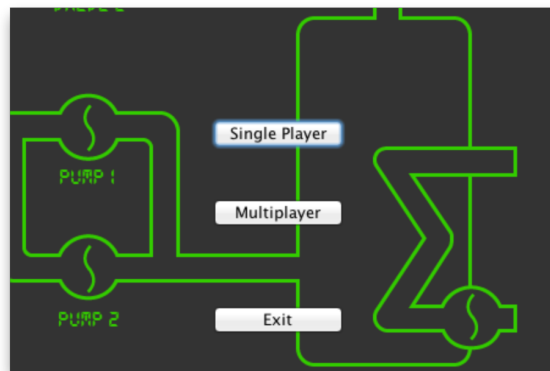 Single Player
PUMP 1
Multiplayer
PUMP 2
Exit